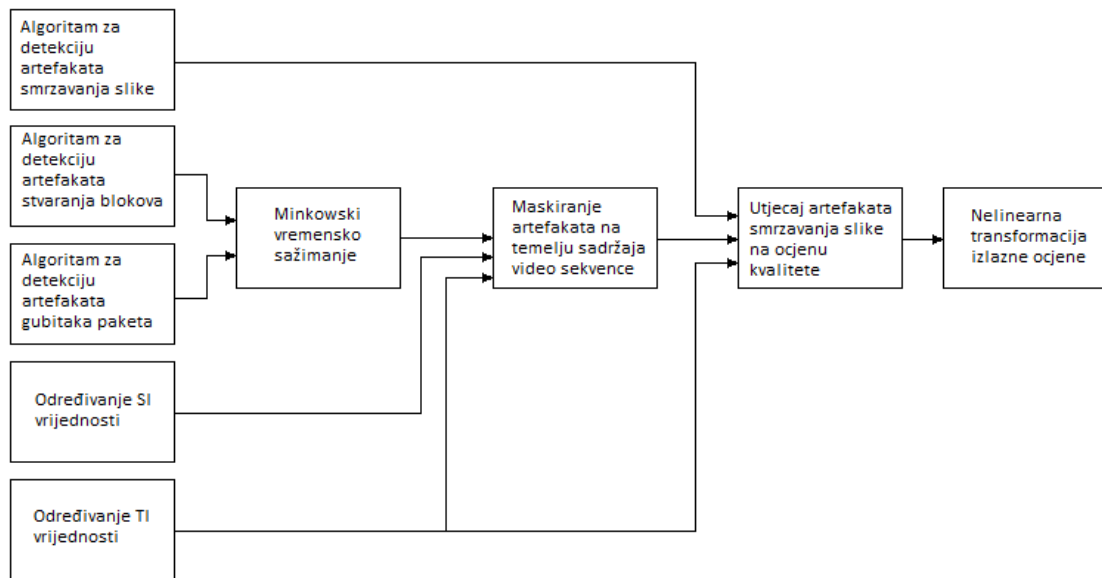 Algoritam za
detekciju
artefakata
smrzavanja slike
Algoritam za
detekciju
artefakata
stvaranja blokova
Algoritam za
detekciju
artefakata
gubitaka paketa
Određivanje SI
vrijednosti
Određivanje TI
vrijednosti
Minkowski
vremensko
sažimanje
Maskiranje
artefakata na
temelju sadržaja
video sekvence
Utjecaj artefakata
smrzavanja slike
na ocjenu
kvalitete
Nelinearna
transformacija
izlazne ocjene